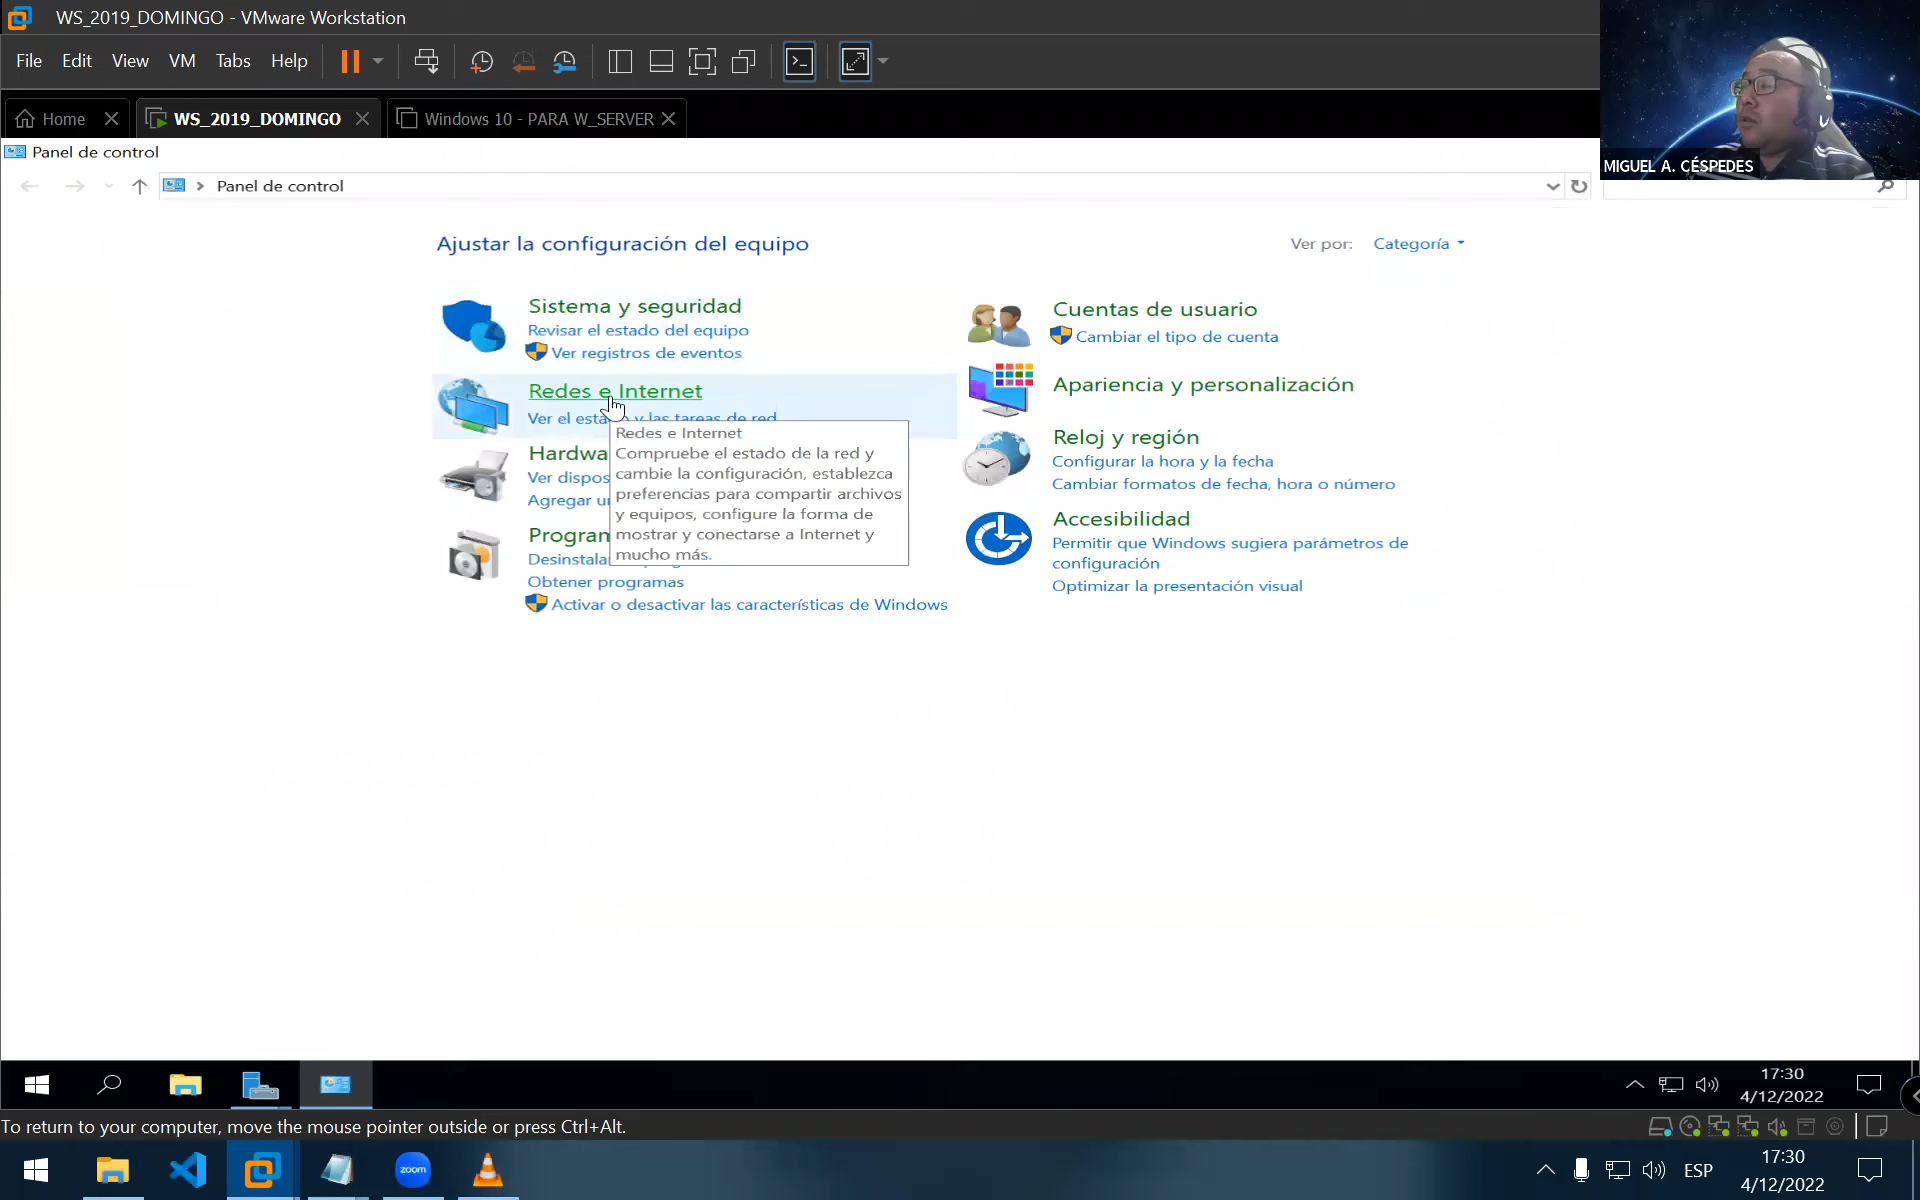 WS_2019_DOMINGO - VMware Workstation
File Edit View VM Tabs Help
Home
WS_2019_DOMINGO
Windows 10 - PARA W_SERVER
MIGUEL A. CÉSPEDES
Panel de control
Panel de control
Ajustar la configuración del equipo
Ver por: Categoría
Sistema y seguridad
Revisar el estado del equipo
Ver registros de eventos
Redes e Internet
Ver el estado y las tareas de red
Hardwa
Ver dispos
Agregar un
Program
Desinstala
Obtener programas
Activar o desactivar las características de Windows
Redes e Internet
Compruebe el estado de la red y
cambie la configuración, establezca
preferencias para compartir archivos
y equipos, configure la forma de
mostrar y conectarse a Internet y
mucho más.
Cuentas de usuario
Cambiar el tipo de cuenta
Apariencia y personalización
Reloj y región
Configurar la hora y la fecha
Cambiar formatos de fecha, hora o número
Accesibilidad
Permitir que Windows sugiera parámetros de
configuración
Optimizar la presentación visual
17:30
4/12/2022
To return to your computer, move the mouse pointer outside or press Ctrl+Alt.
zoom
ESP
17:30
4/12/2022